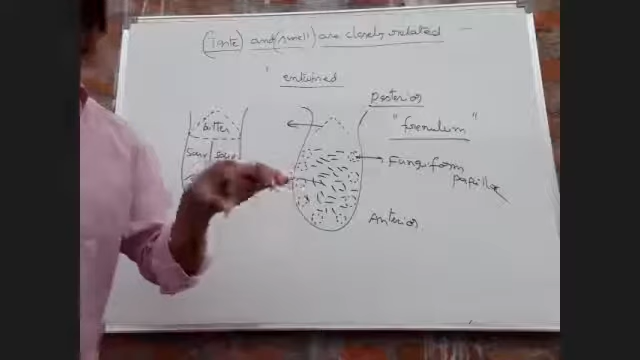 (Taste) and (smell) are closely related
entwined
Posterior
"frenulum"
bitter
Sour sour
Fungiform
papillae
Anterior